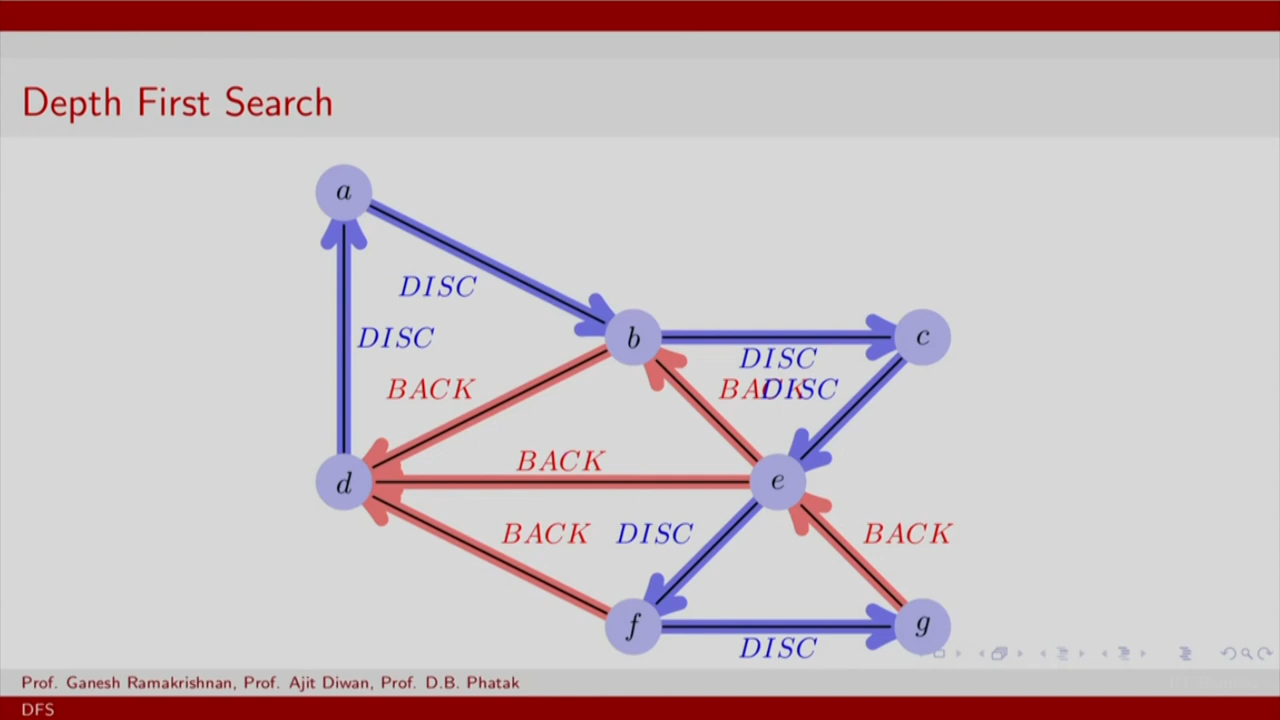 Depth First Search
a
DISC
DISC
b
c
DISC
BACK
BACK
DISC
BACK
d
e
BACK
DISC
BACK
f
g
DISC
Prof. Ganesh Ramakrishnan, Prof. Ajit Diwan, Prof. D.B. Phatak
DFS